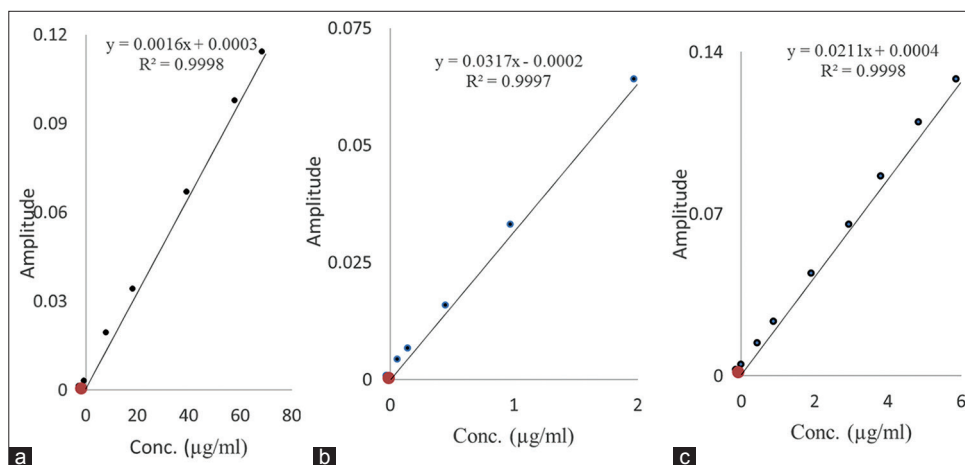 y = 0.0016x + 0.0003
R² = 0.9998
0.12
0.09
0.06
0.03
0
Amplitude
0 20 40 60 80
Conc. (µg/ml)
a
y = 0.0317x - 0.0002
R² = 0.9997
0.075
0.05
0.025
0
Amplitude
0 1 2
Conc. (µg/ml)
b
y = 0.0211x + 0.0004
R² = 0.9998
0.14
0.07
0
Amplitude
0 2 4 6
Conc. (µg/ml)
c